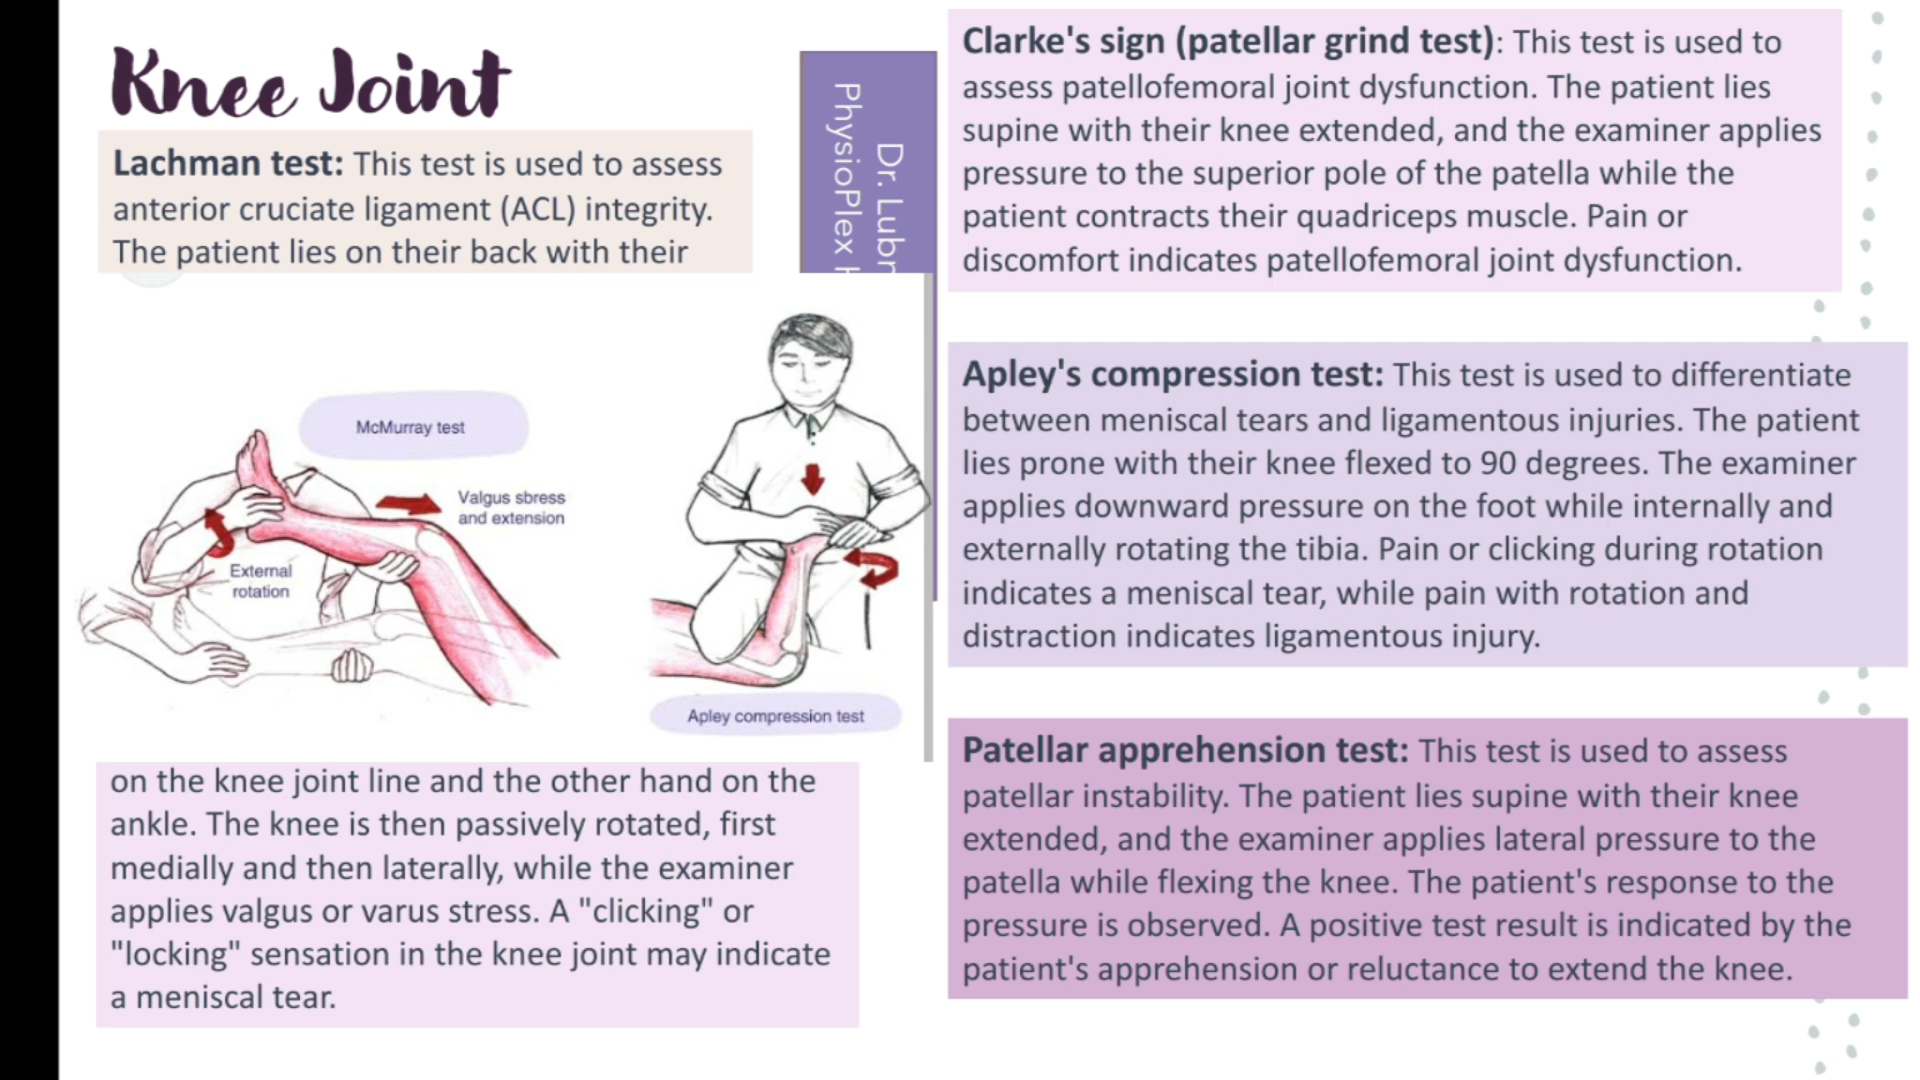 Knee Joint
Lachman test: This test is used to assess
anterior cruciate ligament (ACL) integrity.
The patient lies on their back with their
Dr. Lubn
PhysioPlex
McMurray test
Valgus sbress
and extension
External
rotation
Apley compression test
on the knee joint line and the other hand on the
ankle. The knee is then passively rotated, first
medially and then laterally, while the examiner
applies valgus or varus stress. A "clicking" or
"locking" sensation in the knee joint may indicate
a meniscal tear.
Clarke's sign (patellar grind test): This test is used to
assess patellofemoral joint dysfunction. The patient lies
supine with their knee extended, and the examiner applies
pressure to the superior pole of the patella while the
patient contracts their quadriceps muscle. Pain or
discomfort indicates patellofemoral joint dysfunction.
Apley's compression test: This test is used to differentiate
between meniscal tears and ligamentous injuries. The patient
lies prone with their knee flexed to 90 degrees. The examiner
applies downward pressure on the foot while internally and
externally rotating the tibia. Pain or clicking during rotation
indicates a meniscal tear, while pain with rotation and
distraction indicates ligamentous injury.
Patellar apprehension test: This test is used to assess
patellar instability. The patient lies supine with their knee
extended, and the examiner applies lateral pressure to the
patella while flexing the knee. The patient's response to the
pressure is observed. A positive test result is indicated by the
patient's apprehension or reluctance to extend the knee.